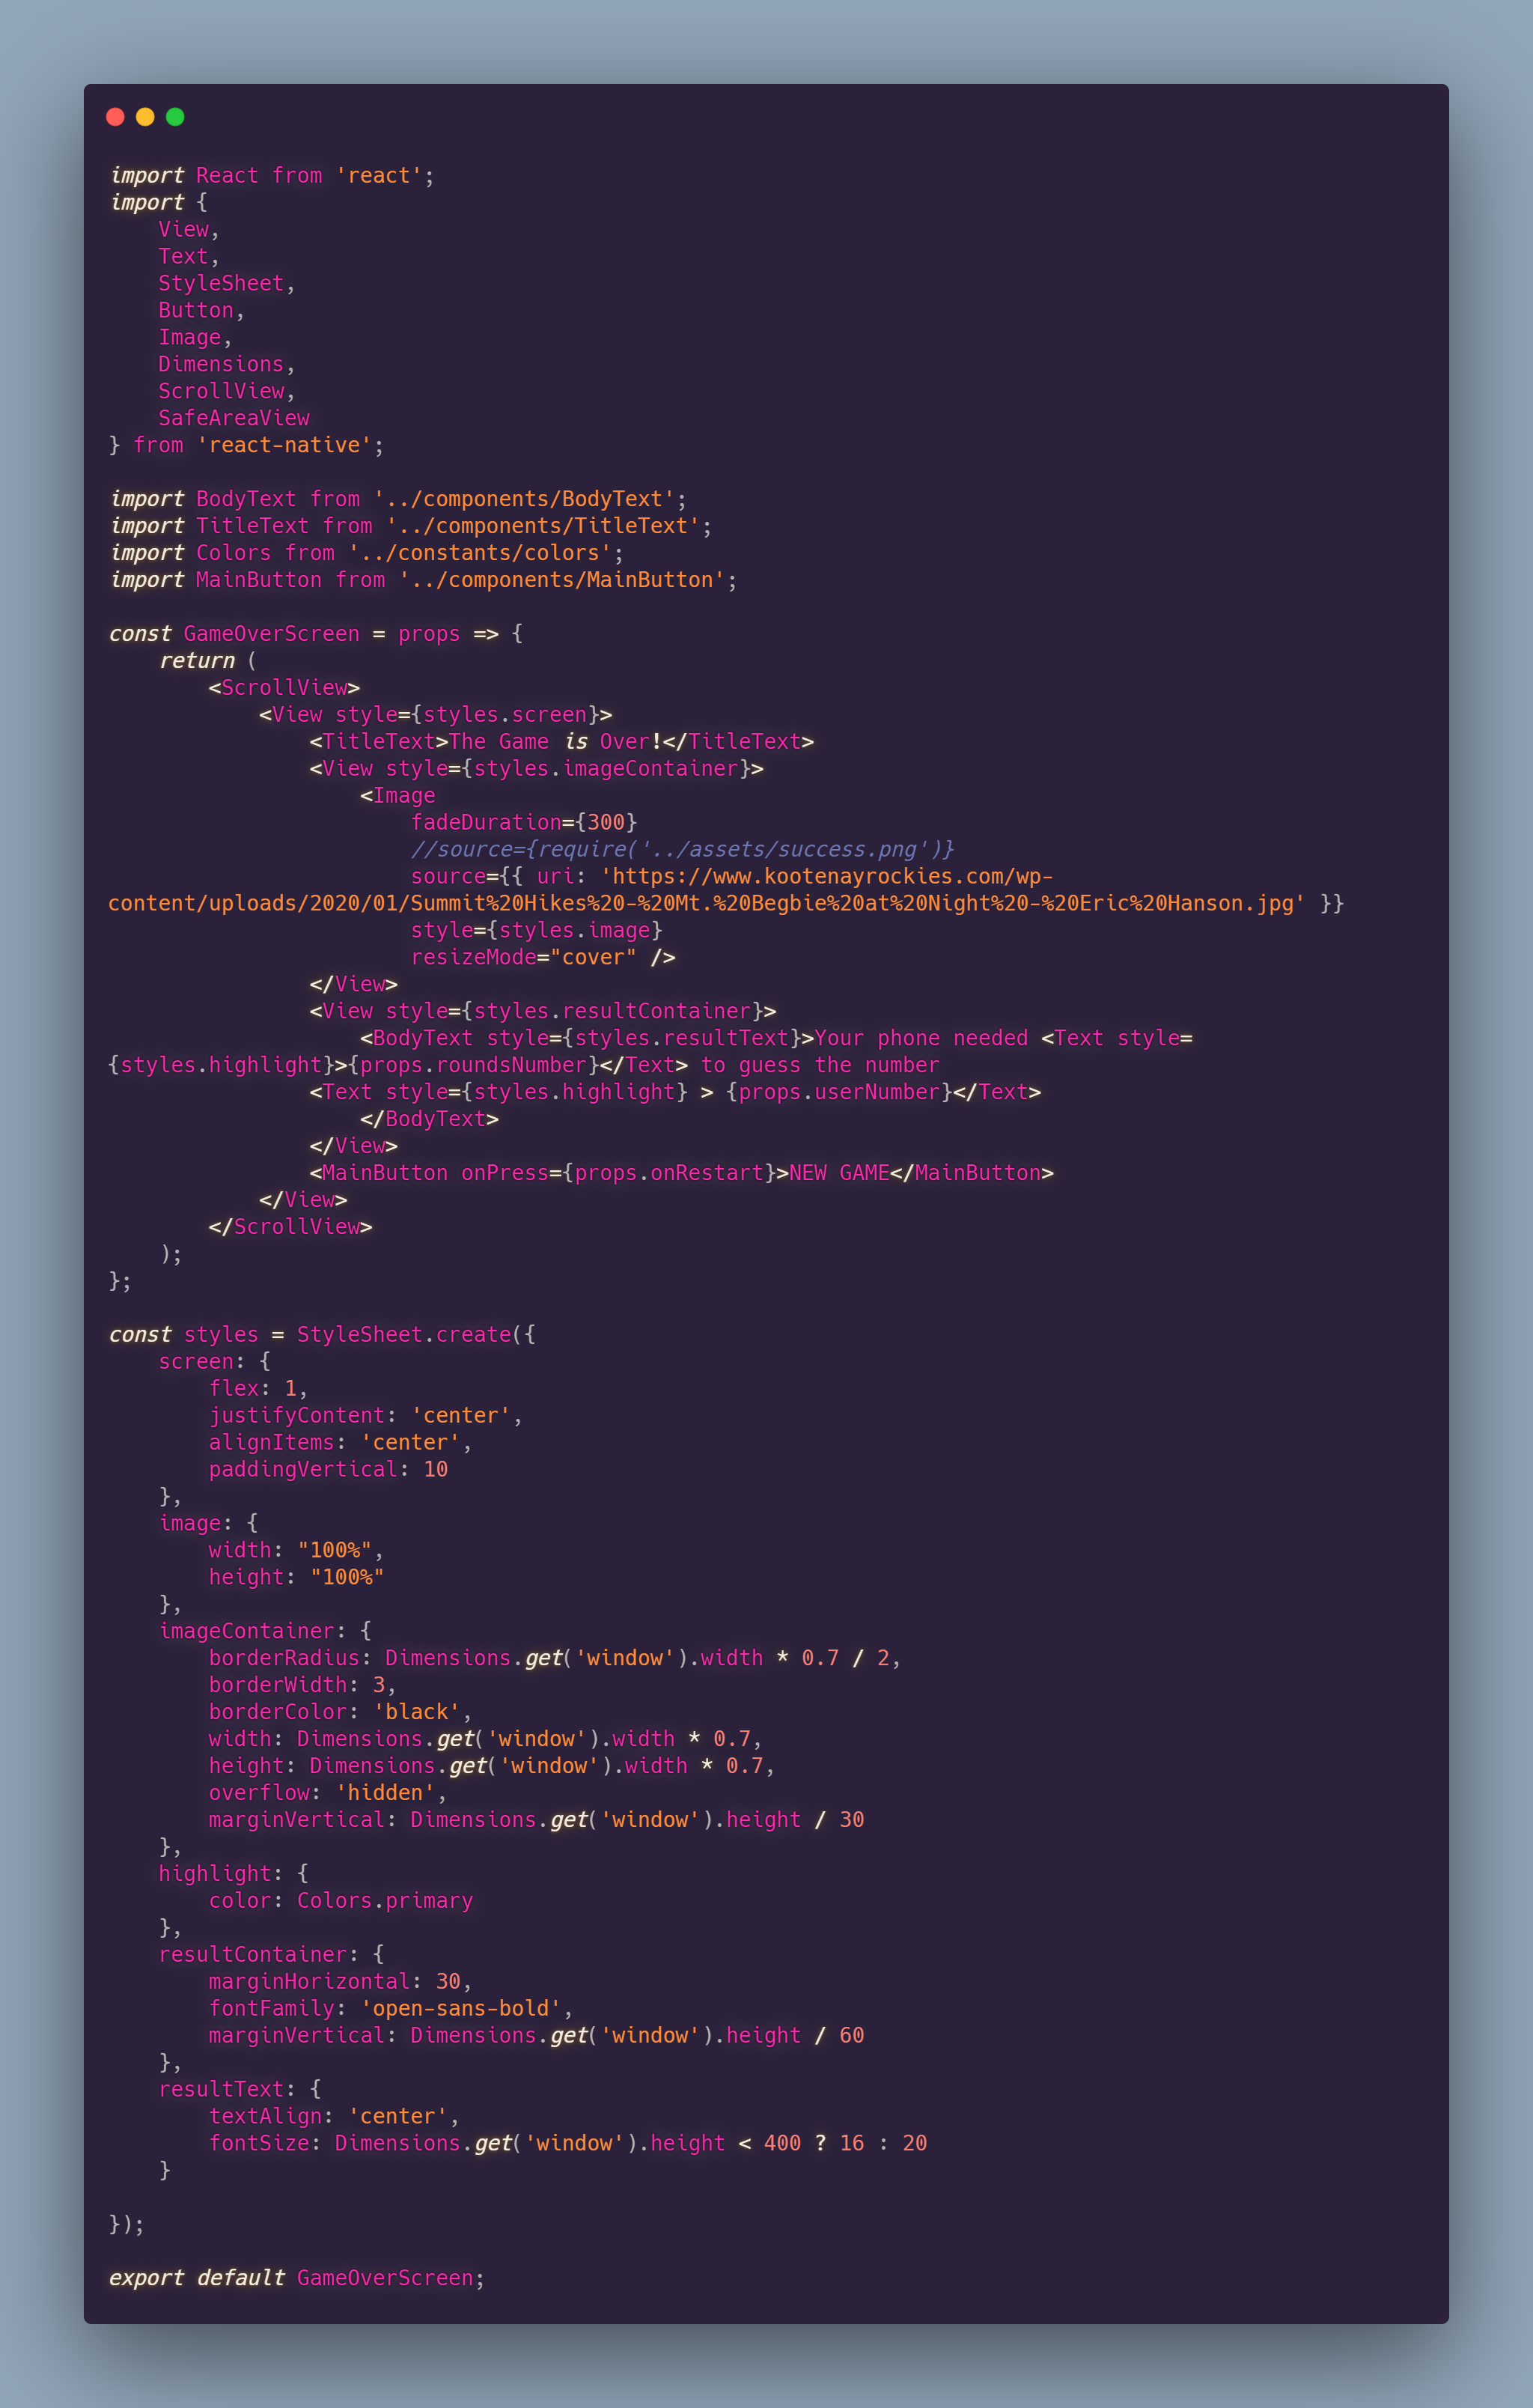 import React from 'react';
import {
    View,
    Text,
    StyleSheet,
    Button,
    Image,
    Dimensions,
    ScrollView,
    SafeAreaView
} from 'react-native';

import BodyText from '../components/BodyText';
import TitleText from '../components/TitleText';
import Colors from '../constants/colors';
import MainButton from '../components/MainButton';

const GameOverScreen = props => {
    return (
        <ScrollView>
            <View style={styles.screen}>
                <TitleText>The Game is Over!</TitleText>
                <View style={styles.imageContainer}>
                    <Image
                        fadeDuration={300}
                        //source={require('../assets/success.png')}
                        source={{ uri: 'https://www.kootenayrockies.com/wp-
content/uploads/2020/01/Summit%20Hikes%20-%20Mt.%20Begbie%20at%20Night%20-%20Eric%20Hanson.jpg' }}
                        style={styles.image}
                        resizeMode="cover" />
                </View>
                <View style={styles.resultContainer}>
                    <BodyText style={styles.resultText}>Your phone needed <Text style=
{styles.highlight}>{props.roundsNumber}</Text> to guess the number
                <Text style={styles.highlight} > {props.userNumber}</Text>
                    </BodyText>
                </View>
                <MainButton onPress={props.onRestart}>NEW GAME</MainButton>
            </View>
        </ScrollView>
    );
};

const styles = StyleSheet.create({
    screen: {
        flex: 1,
        justifyContent: 'center',
        alignItems: 'center',
        paddingVertical: 10
    },
    image: {
        width: "100%",
        height: "100%"
    },
    imageContainer: {
        borderRadius: Dimensions.get('window').width * 0.7 / 2,
        borderWidth: 3,
        borderColor: 'black',
        width: Dimensions.get('window').width * 0.7,
        height: Dimensions.get('window').width * 0.7,
        overflow: 'hidden',
        marginVertical: Dimensions.get('window').height / 30
    },
    highlight: {
        color: Colors.primary
    },
    resultContainer: {
        marginHorizontal: 30,
        fontFamily: 'open-sans-bold',
        marginVertical: Dimensions.get('window').height / 60
    },
    resultText: {
        textAlign: 'center',
        fontSize: Dimensions.get('window').height < 400 ? 16 : 20
    }

});

export default GameOverScreen;